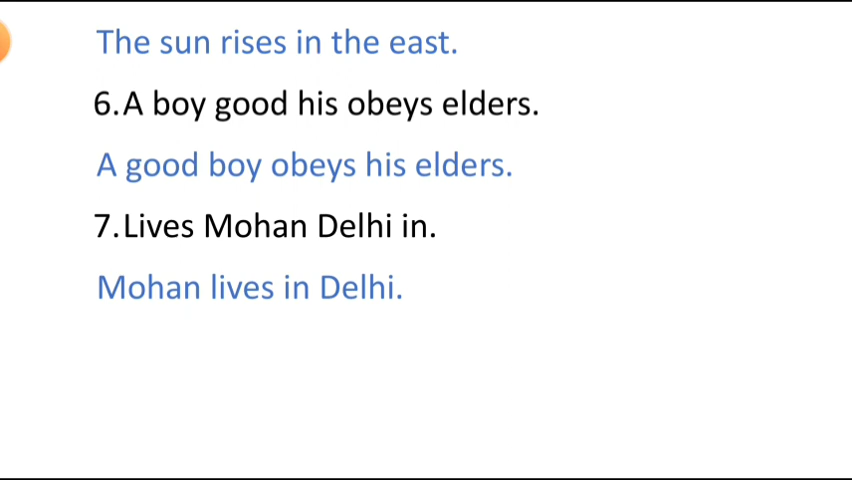 The sun rises in the east.
6.A boy good his obeys elders.
A good boy obeys his elders.
7.Lives Mohan Delhi in.
Mohan lives in Delhi.